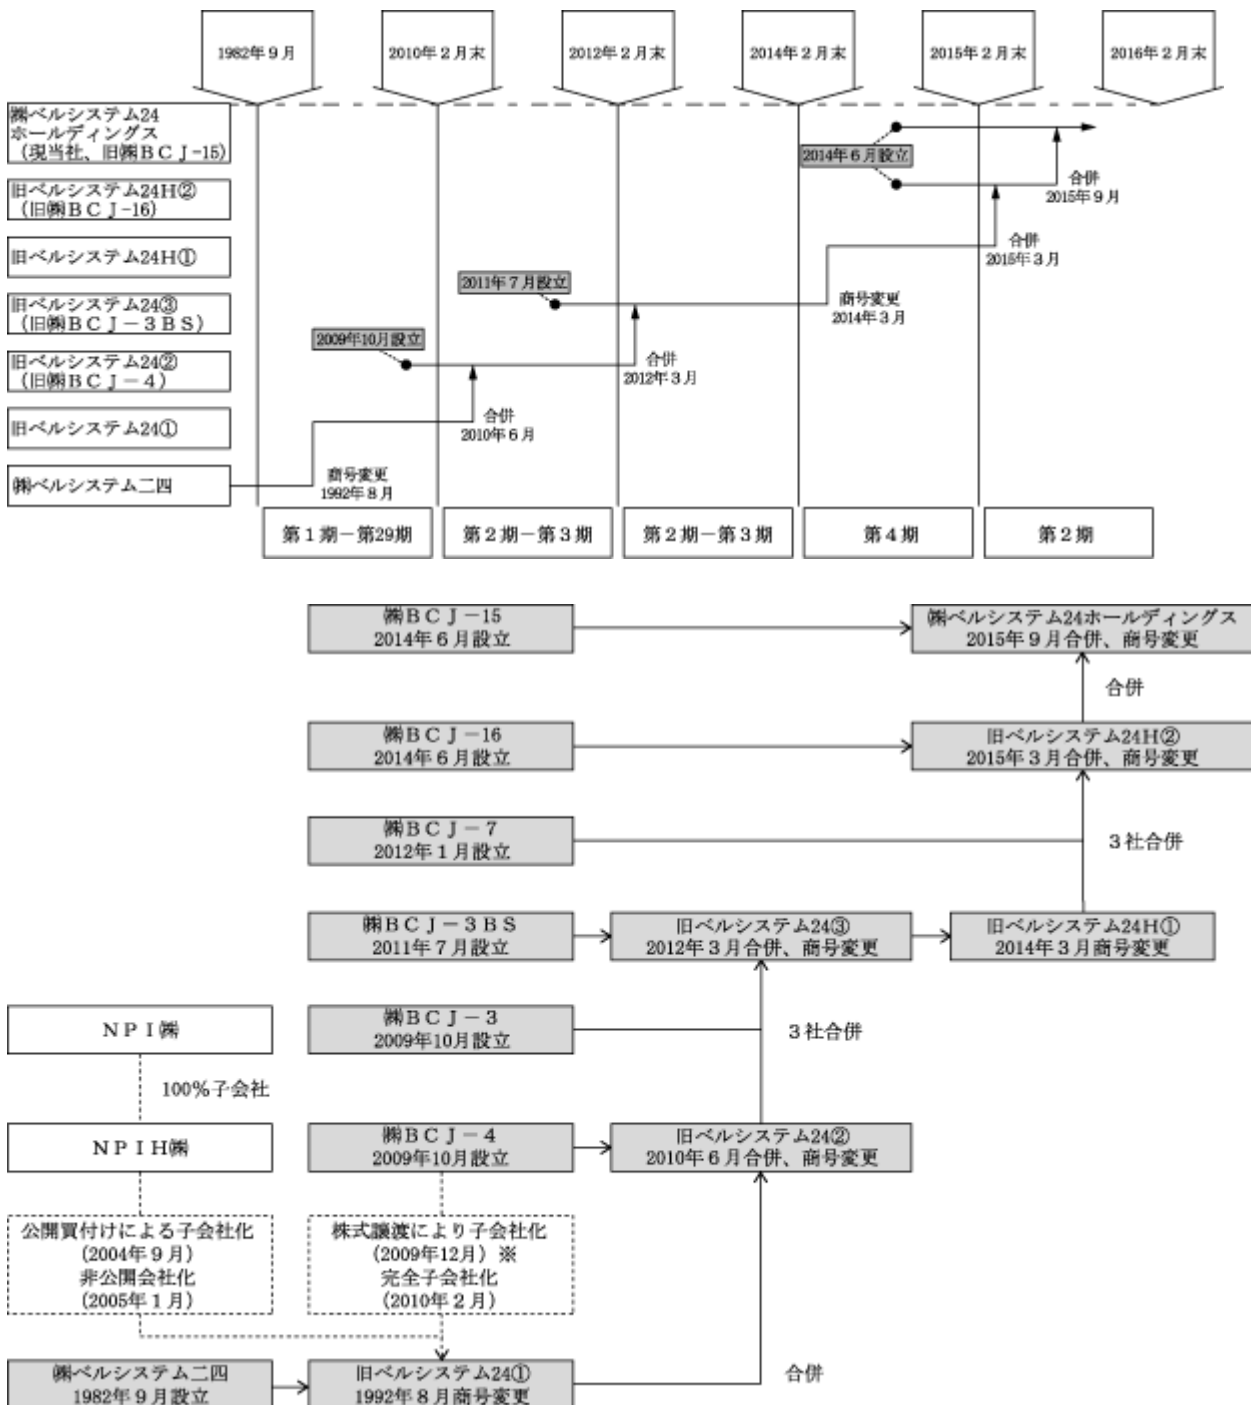 1982年9月
2010年2月末
2012年2月末
2014年2月末
2015年2月末
2016年2月末
㈱ベルシステム24
ホールディングス
(現当社、旧㈱BCJ-15)
旧ベルシステム24H②
(旧㈱BCJ-16)
旧ベルシステム24H①
旧ベルシステム24③
(旧㈱BCJ-3BS)
旧ベルシステム24②
(旧㈱BCJ-4)
旧ベルシステム24①
㈱ベルシステム二四
2014年6月設立
合併
2015年9月
合併
2015年3月
2011年7月設立
商号変更
2014年3月
2009年10月設立
合併
2012年3月
合併
2010年6月
商号変更
1992年8月
第1期-第29期
第2期-第3期
第2期-第3期
第4期
第2期
㈱BCJ-15
2014年6月設立
㈱ベルシステム24ホールディングス
2015年9月合併、商号変更
合併
㈱BCJ-16
2014年6月設立
旧ベルシステム24H②
2015年3月合併、商号変更
㈱BCJ-7
2012年1月設立
3社合併
㈱BCJ-3BS
2011年7月設立
旧ベルシステム24③
2012年3月合併、商号変更
旧ベルシステム24H①
2014年3月商号変更
NPI㈱
㈱BCJ-3
2009年10月設立
3社合併
100%子会社
NPIH㈱
㈱BCJ-4
2009年10月設立
旧ベルシステム24②
2010年6月合併、商号変更
公開買付けによる子会社化
(2004年9月)
非公開会社化
(2005年1月)
株式譲渡により子会社化
(2009年12月)※
完全子会社化
(2010年2月)
㈱ベルシステム二四
1982年9月設立
旧ベルシステム24①
1992年8月商号変更
合併